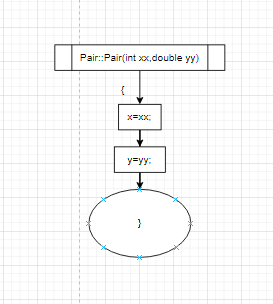 Pair::Pair(int xx,double yy)
{
x=xx;
y=yy;
}